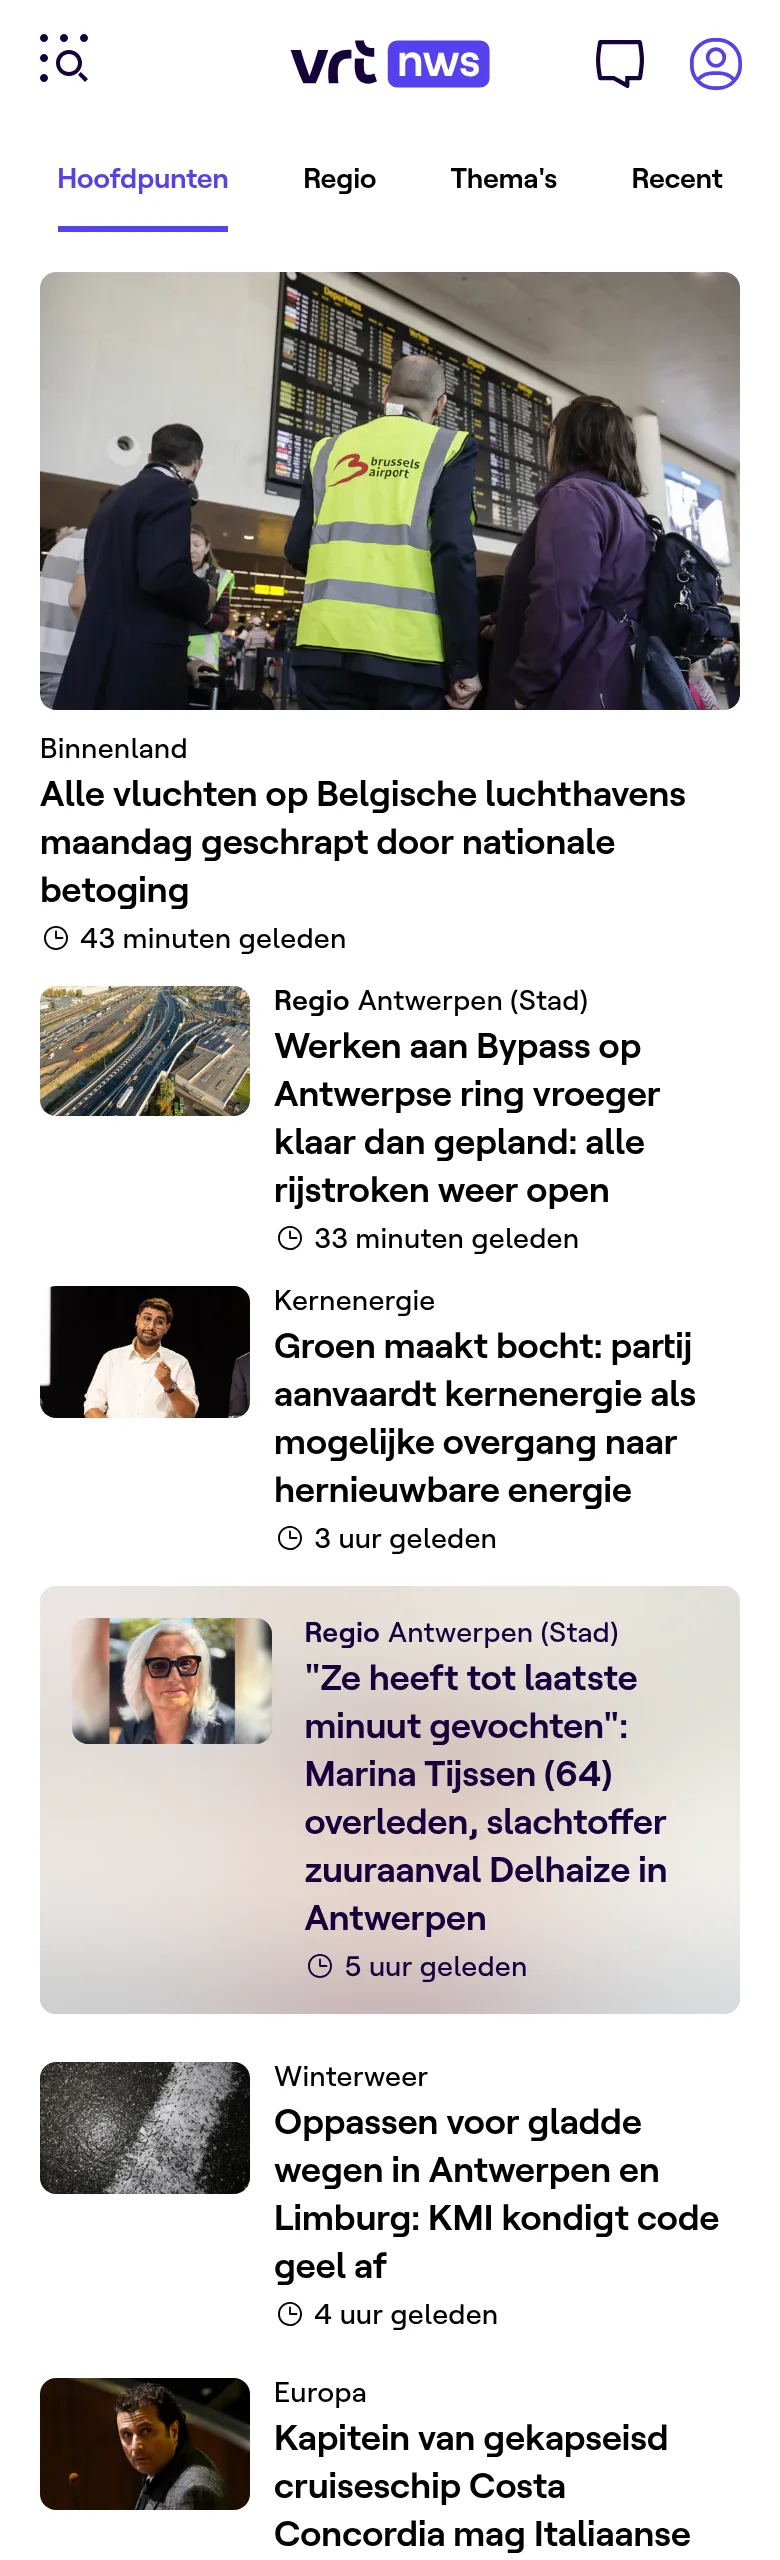 vrt nws
Hoofdpunten Regio Thema's Recent
Departures
brussels
airport
Binnenland
Alle vluchten op Belgische luchthavens
maandag geschrapt door nationale
betoging
43 minuten geleden
Regio Antwerpen (Stad)
Werken aan Bypass op
Antwerpse ring vroeger
klaar dan gepland: alle
rijstroken weer open
33 minuten geleden
Kernenergie
Groen maakt bocht: partij
aanvaardt kernenergie als
mogelijke overgang naar
hernieuwbare energie
3 uur geleden
Regio Antwerpen (Stad)
"Ze heeft tot laatste
minuut gevochten":
Marina Tijssen (64)
overleden, slachtoffer
zuuraanval Delhaize in
Antwerpen
5 uur geleden
Winterweer
Oppassen voor gladde
wegen in Antwerpen en
Limburg: KMI kondigt code
geel af
4 uur geleden
Europa
Kapitein van gekapseisd
cruiseschip Costa
Concordia mag Italiaanse